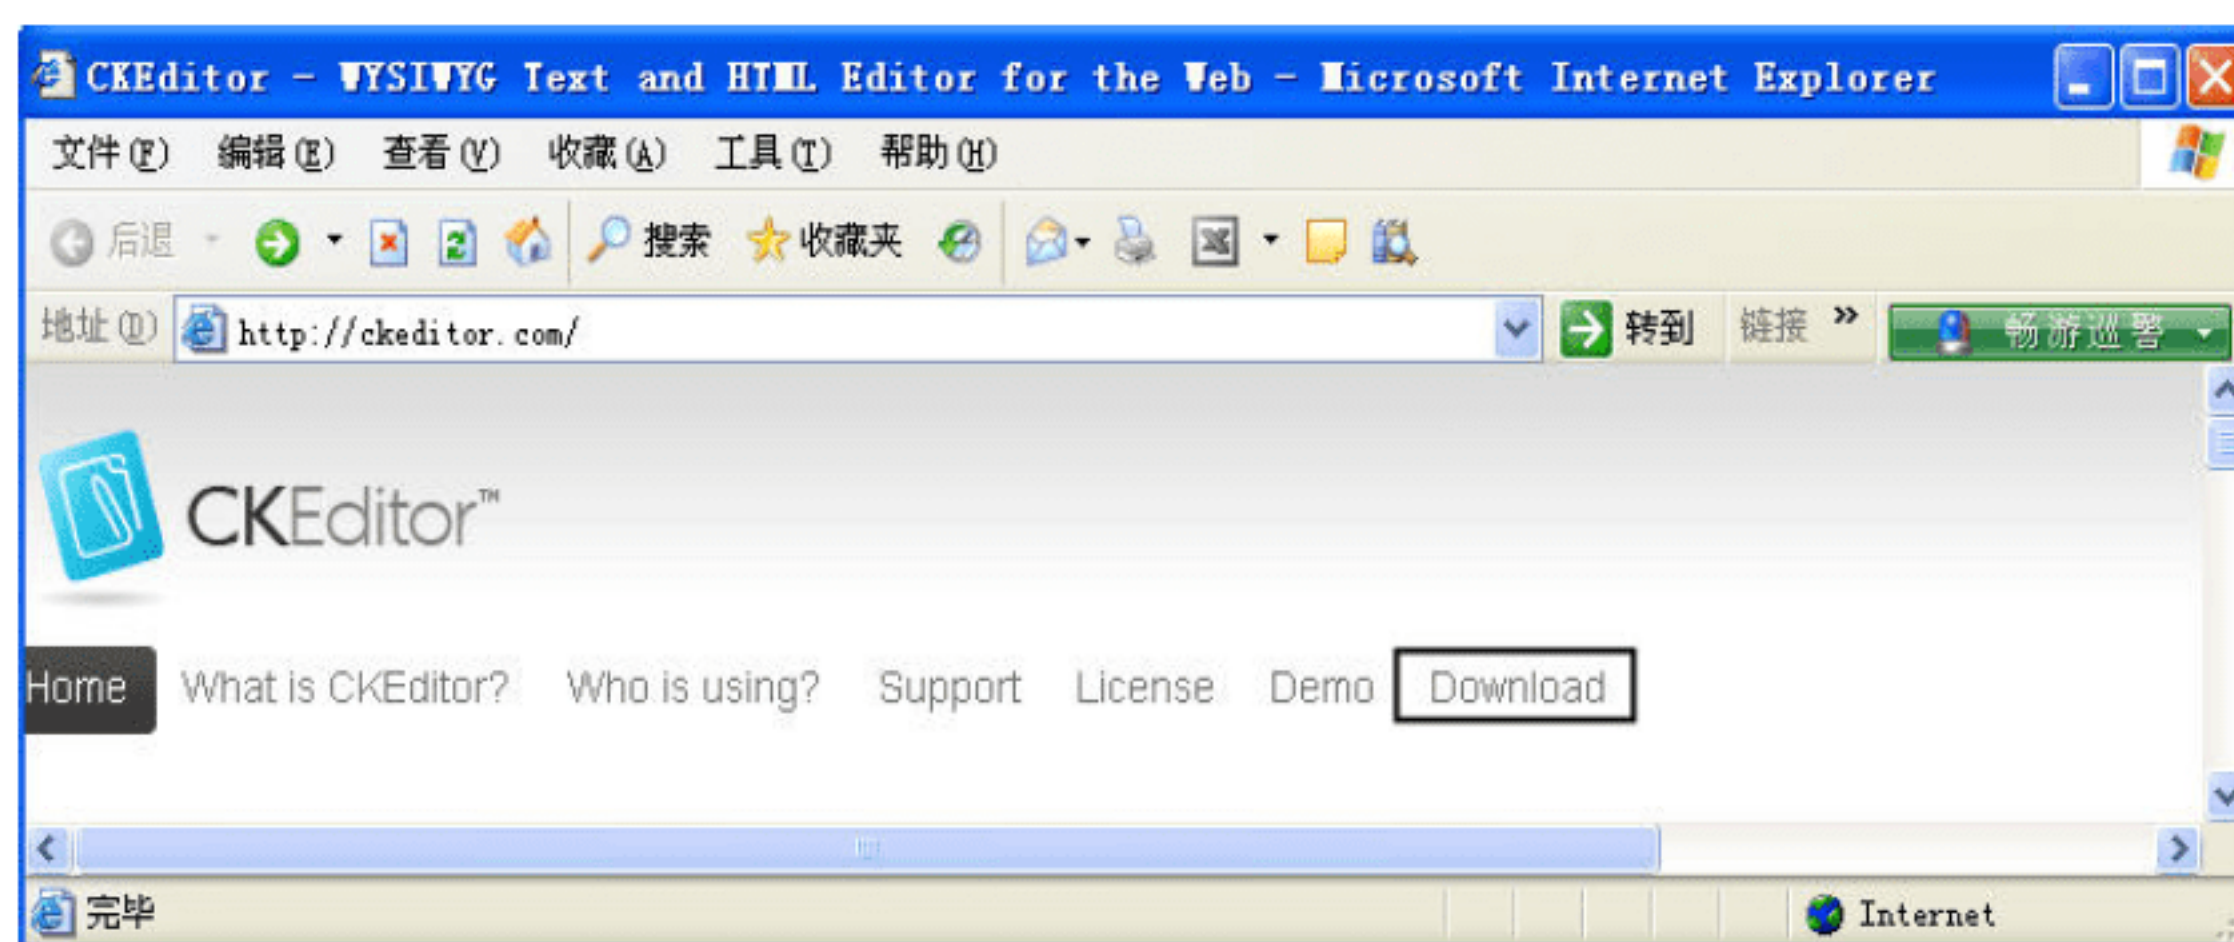 CKEditor - WYSIWYG Text and HTML Editor for the Web - Microsoft Internet Explorer
文件(F) 编辑(E) 查看(V) 收藏(A) 工具(T) 帮助(H)
后退 搜索 收藏夹
地址(D) http://ckeditor.com/ 转到 链接 » 畅游巡警
CKEditor™
Home What is CKEditor? Who is using? Support License Demo Download
完毕 Internet